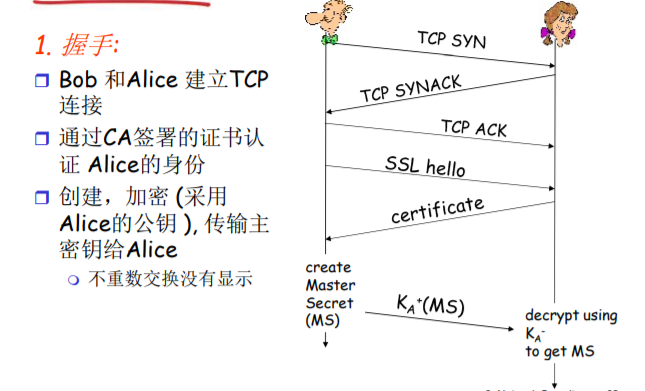 1. 握手:
Bob 和Alice 建立TCP
连接
通过CA签署的证书认
证 Alice的身份
创建，加密 (采用
Alice的公钥 ), 传输主
密钥给Alice
不重数交换没有显示
TCP SYN
TCP SYNACK
TCP ACK
SSL hello
certificate
create
Master
Secret
(MS)
KA+(MS)
decrypt using
KA-
to get MS